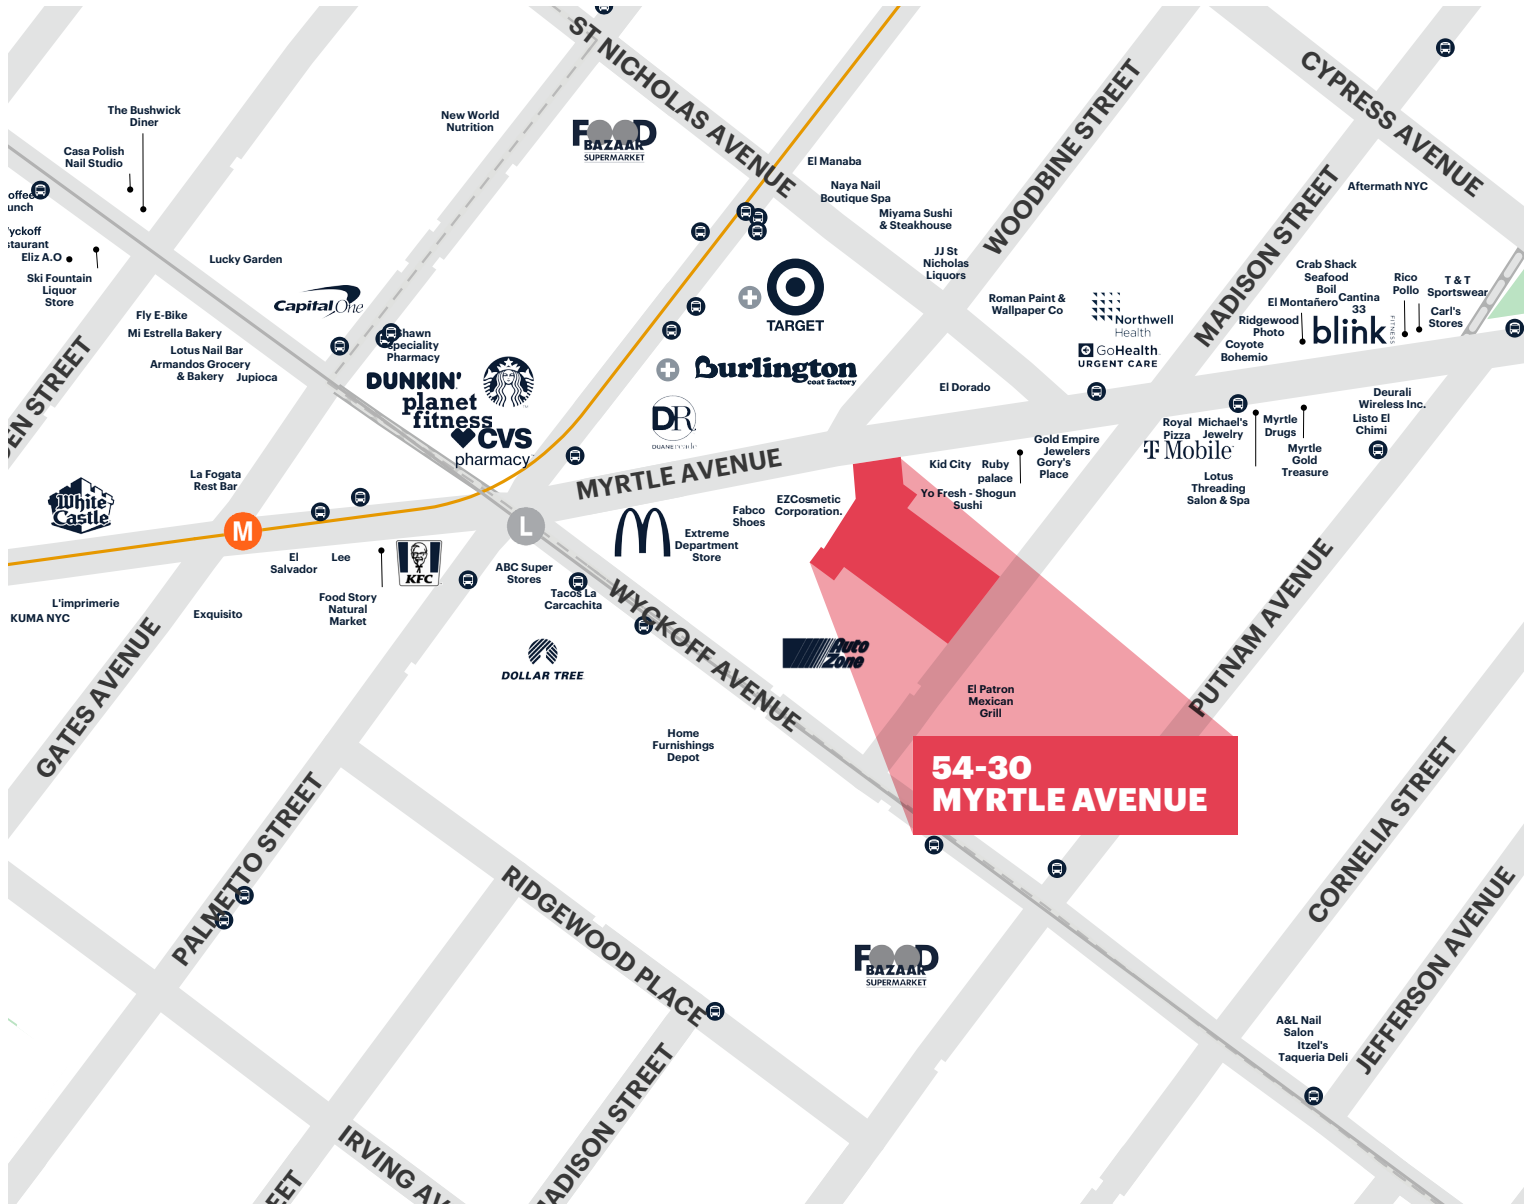 ST NICHOLAS AVENUE
CYPRESS AVENUE
WOODBINE STREET
MADISON STREET
The Bushwick
Diner
Casa Polish
Nail Studio
New World
Nutrition
FOOD
BAZAAR
SUPERMARKET
El Manaba
Naya Nail
Boutique Spa
Miyama Sushi
& Steakhouse
Aftermath NYC
JJ St
Nicholas
Liquors
Eliz A.O
Ski Fountain
Liquor
Store
Lucky Garden
Capital One
Fly E-Bike
Mi Estrella Bakery
Lotus Nail Bar
Armandos Grocery
& Bakery
Jupioca
Shawn
speciality
Pharmacy
DUNKIN'
planet
fitness
CVS
pharmacy
TARGET
Burlington
coat factory
DR
DUANEreade
Roman Paint &
Wallpaper Co
Northwell
Health
GoHealth
URGENT CARE
Crab Shack
Seafood
Boil
El Montañero
Cantina
33
Ridgewood
Photo
Coyote
Bohemio
blink
FITNESS
Rico
Pollo
T & T
Sportswear
Carl's
Stores
El Dorado
MYRTLE AVENUE
Deurali
Wireless Inc.
Listo El
Chimi
Royal
Pizza
Michael's
Jewelry
Myrtle
Drugs
T Mobile
Myrtle
Gold
Treasure
Lotus
Threading
Salon & Spa
Gold Empire
Jewelers
Gory's
Place
Kid City
Ruby
palace
Yo Fresh - Shogun
Sushi
EZCosmetic
Corporation.
Fabco
Shoes
Extreme
Department
Store
La Fogata
Rest Bar
White
Castle
M
L
El
Salvador
Lee
KFC
Food Story
Natural
Market
ABC Super
Stores
Tacos La
Carcachita
L'imprimerie
KUMA NYC
Exquisito
DOLLAR TREE
WYCKOFF AVENUE
Auto
Zone
El Patron
Mexican
Grill
Home
Furnishings
Depot
54-30
MYRTLE AVENUE
GATES AVENUE
PUTNAM AVENUE
PALMETTO STREET
RIDGEWOOD PLACE
CORNELIA STREET
JEFFERSON AVENUE
FOOD
BAZAAR
SUPERMARKET
A&L Nail
Salon
Itzel's
Taqueria Deli